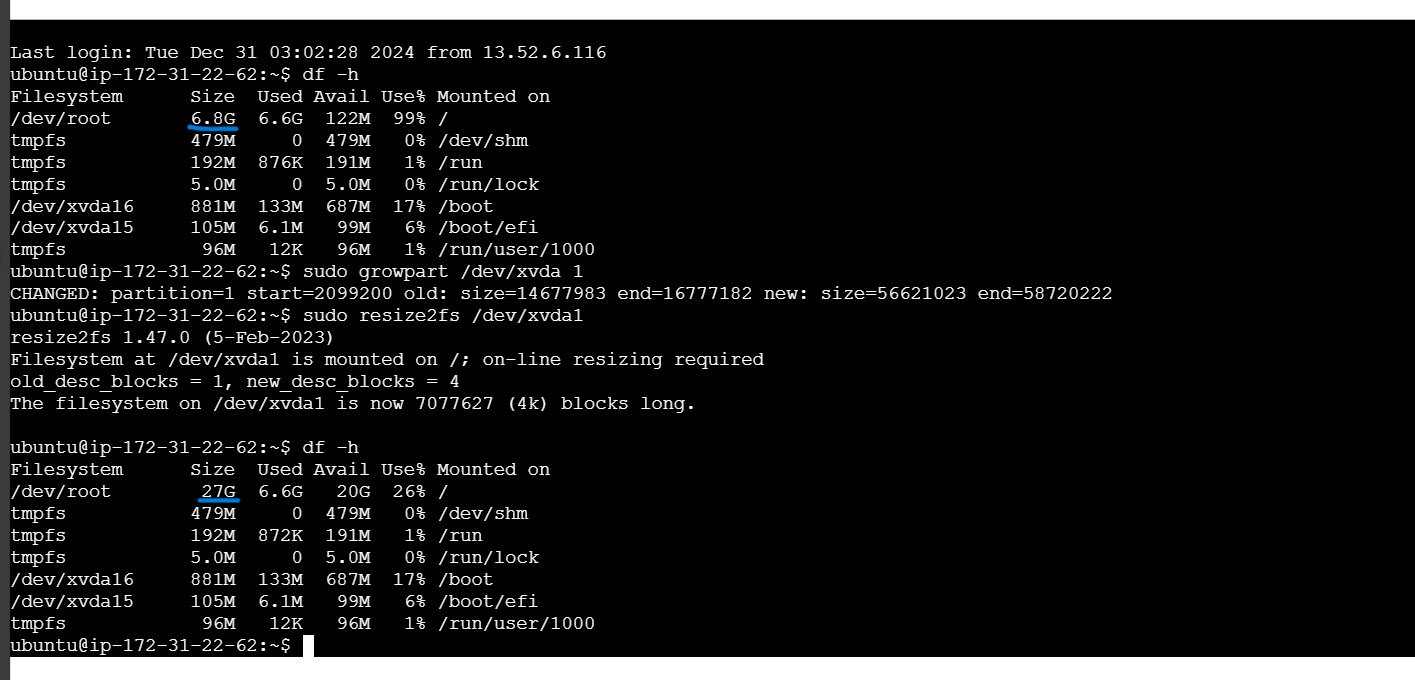 Last login: Tue Dec 31 03:02:28 2024 from 13.52.6.116
ubuntu@ip-172-31-22-62:~$ df -h
Filesystem      Size  Used Avail Use% Mounted on
/dev/root       6.8G  6.6G  122M  99% /
tmpfs           479M     0  479M   0% /dev/shm
tmpfs           192M  876K  191M   1% /run
tmpfs           5.0M     0  5.0M   0% /run/lock
/dev/xvda16     881M  133M  687M  17% /boot
/dev/xvda15     105M  6.1M   99M   6% /boot/efi
tmpfs            96M   12K   96M   1% /run/user/1000
ubuntu@ip-172-31-22-62:~$ sudo growpart /dev/xvda 1
CHANGED: partition=1 start=2099200 old: size=14677983 end=16777182 new: size=56621023 end=58720222
ubuntu@ip-172-31-22-62:~$ sudo resize2fs /dev/xvda1
resize2fs 1.47.0 (5-Feb-2023)
Filesystem at /dev/xvda1 is mounted on /; on-line resizing required
old_desc_blocks = 1, new_desc_blocks = 4
The filesystem on /dev/xvda1 is now 7077627 (4k) blocks long.
ubuntu@ip-172-31-22-62:~$ df -h
Filesystem      Size  Used Avail Use% Mounted on
/dev/root        27G  6.6G   20G  26% /
tmpfs           479M     0  479M   0% /dev/shm
tmpfs           192M  872K  191M   1% /run
tmpfs           5.0M     0  5.0M   0% /run/lock
/dev/xvda16     881M  133M  687M  17% /boot
/dev/xvda15     105M  6.1M   99M   6% /boot/efi
tmpfs            96M   12K   96M   1% /run/user/1000
ubuntu@ip-172-31-22-62:~$